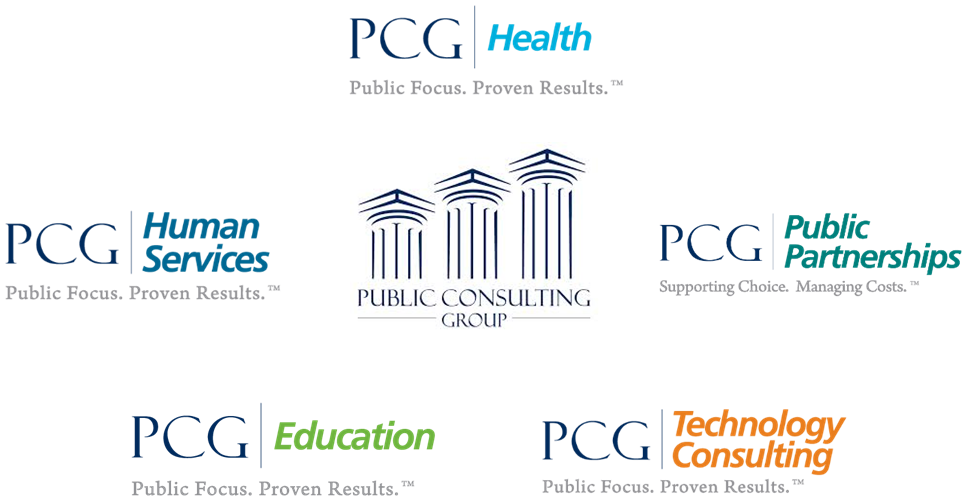 PCG Health
Public Focus. Proven Results.™
PCG Human
Services
Public Focus. Proven Results.™
PUBLIC CONSULTING
GROUP
PCG Public
Partnerships
Supporting Choice. Managing Costs.™
PCG Education
Public Focus. Proven Results.™
PCG Technology
Consulting
Public Focus. Proven Results.™